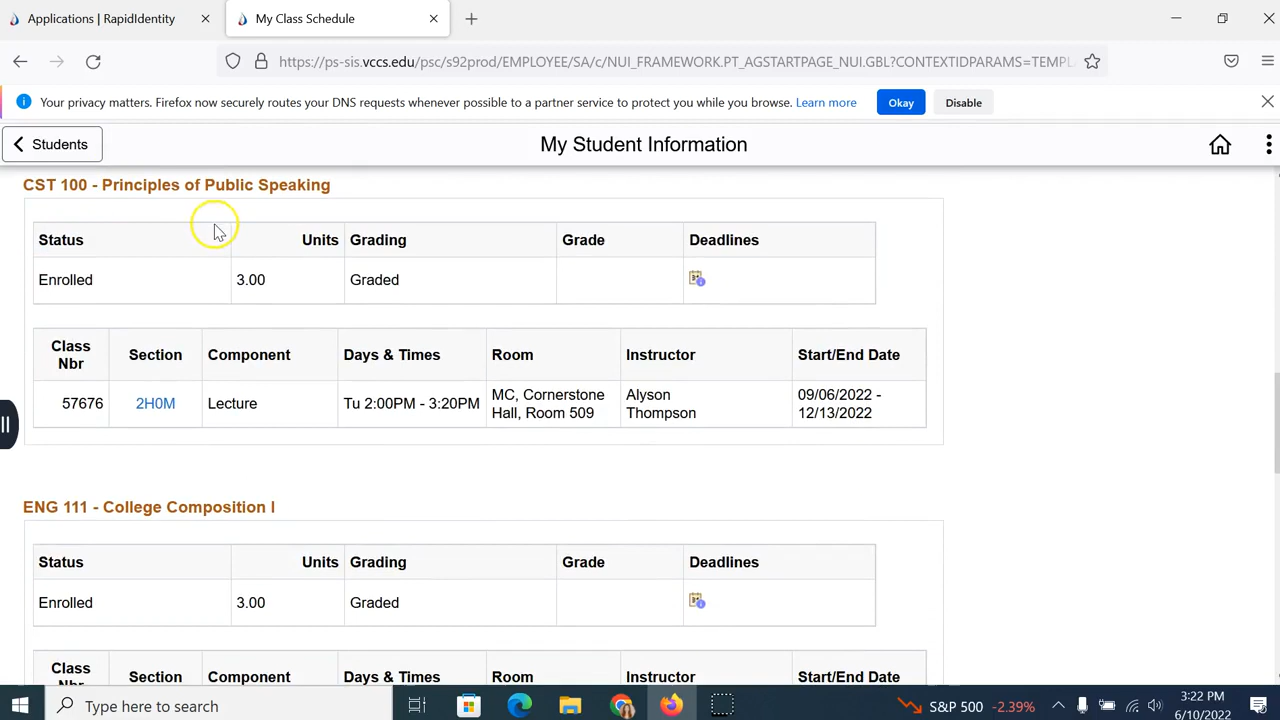 Applications | RapidIdentity
My Class Schedule
https://ps-sis.vccs.edu/psc/s92prod/EMPLOYEE/SA/c/NUI_FRAMEWORK.PT_AGSTARTPAGE_NUI.GBL?CONTEXTIDPARAMS=TEMPL
Your privacy matters. Firefox now securely routes your DNS requests whenever possible to a partner service to protect you while you browse. Learn more Okay Disable
Students My Student Information
CST 100 - Principles of Public Speaking
Status Units Grading Grade Deadlines
Enrolled 3.00 Graded
Class Nbr Section Component Days & Times Room Instructor Start/End Date
57676 2H0M Lecture Tu 2:00PM - 3:20PM MC, Cornerstone Hall, Room 509 Alyson Thompson 09/06/2022 - 12/13/2022
ENG 111 - College Composition I
Status Units Grading Grade Deadlines
Enrolled 3.00 Graded
Class Nbr Section Component Days & Times Room Instructor Start/End Date
Type here to search S&P 500 -2.39% 3:22 PM
6/10/2022